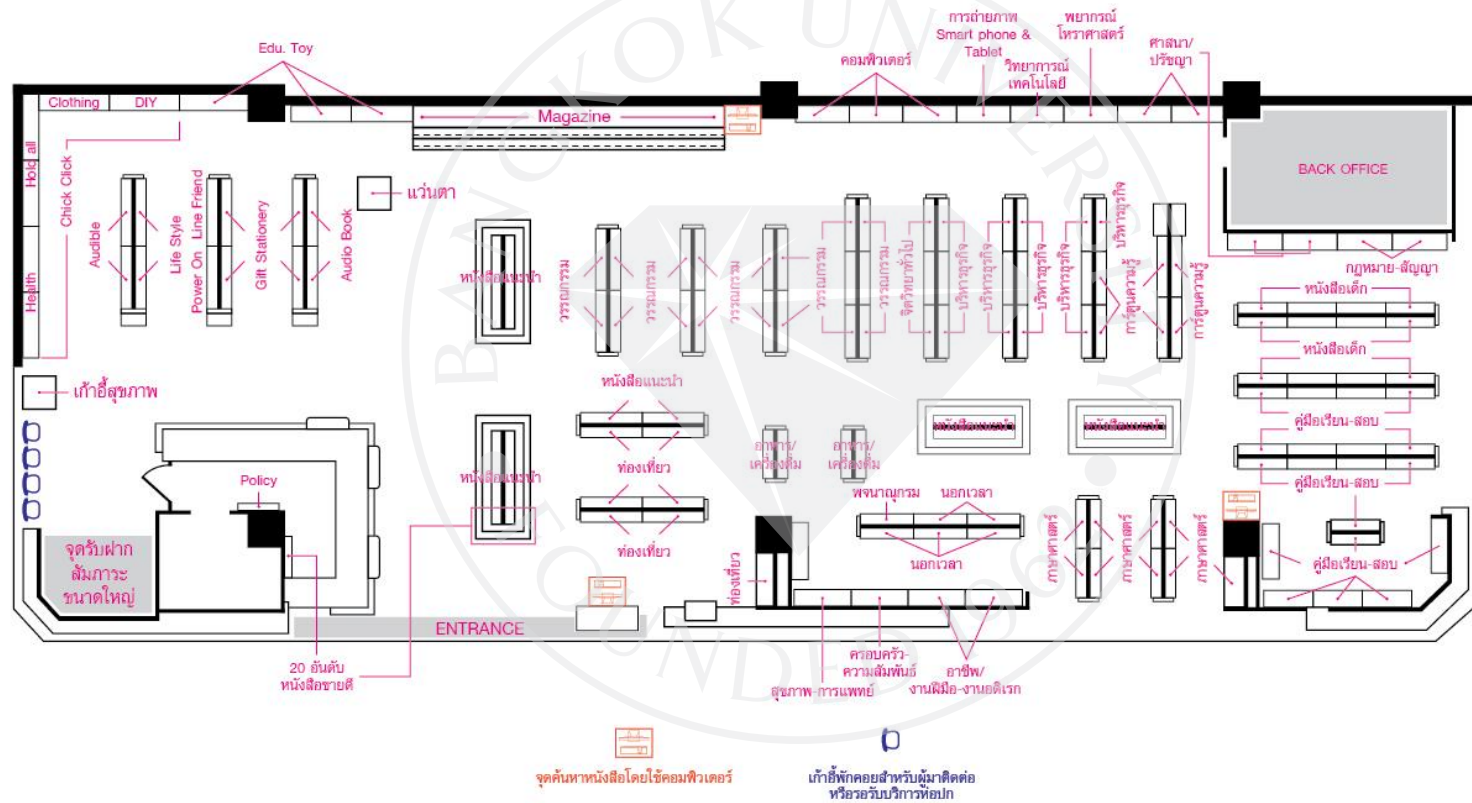 BANGKOK UNIVERSITY
FOUNDED 1962
Edu. Toy
Clothing
DIY
Magazine
คอมพิวเตอร์
การถ่ายภาพ
Smart phone &
Tablet
วิทยาการณ์
เทคโนโลยี
พยากรณ์
โหราศาสตร์
ศาสนา/
ปรัชญา
BACK OFFICE
Hold all
Chick Click
Health
Audible
Life Style
Power On Line Friend
Gift Stationery
Audio Book
แว่นตา
หนังสือแนะนำ
วรรณกรรม
วรรณกรรม
วรรณกรรม
วรรณกรรม
วรรณกรรม
จิตวิทยาทั่วไป
บริหารธุรกิจ
บริหารธุรกิจ
บริหารธุรกิจ
บริหารธุรกิจ
บริหารธุรกิจ
การ์ตูนความรู้
การ์ตูนความรู้
กฎหมาย-สัญญา
หนังสือเด็ก
หนังสือเด็ก
คู่มือเรียน-สอบ
คู่มือเรียน-สอบ
เก้าอี้สุขภาพ
หนังสือแนะนำ
หนังสือแนะนำ
หนังสือแนะนำ
หนังสือแนะนำ
ท่องเที่ยว
ท่องเที่ยว
อาหาร/
เครื่องดื่ม
อาหาร/
เครื่องดื่ม
พจนาณุกรม
นอกเวลา
นอกเวลา
ภาษาศาสตร์
ภาษาศาสตร์
ภาษาศาสตร์
คู่มือเรียน-สอบ
Policy
จุดรับฝาก
สัมภาระ
ขนาดใหญ่
ENTRANCE
ท่องเที่ยว
20 อันดับ
หนังสือขายดี
สุขภาพ-การแพทย์
ครอบครัว-
ความสัมพันธ์
อาชีพ/
งานฝีมือ-งานอดิเรก
จุดค้นหาหนังสือโดยใช้คอมพิวเตอร์
เก้าอี้พักคอยสำหรับผู้มาติดต่อ
หรือรอรับบริการห่อปก